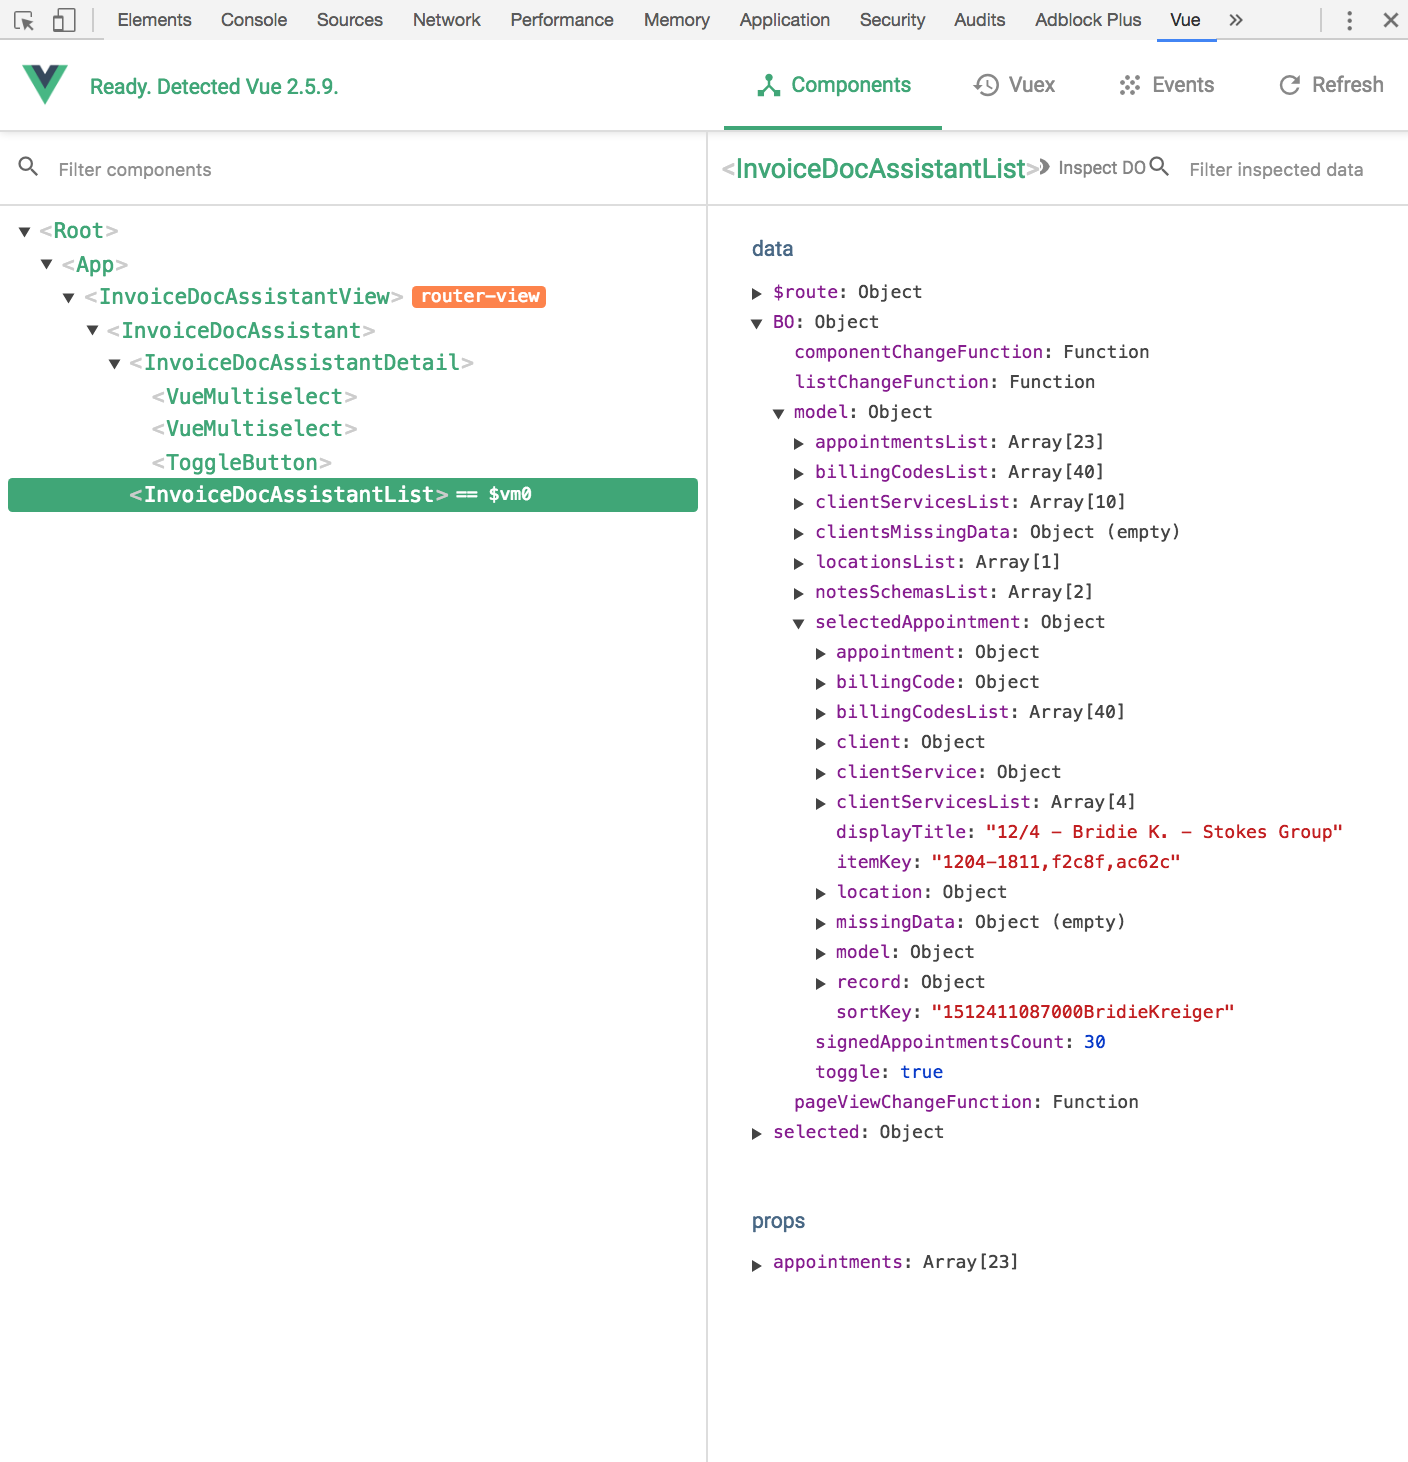 Elements Console Sources Network Performance Memory Application Security Audits Adblock Plus Vue »
Ready. Detected Vue 2.5.9.
Components Vuex Events Refresh
Filter components
<Root>
<App>
<InvoiceDocAssistantView> router-view
<InvoiceDocAssistant>
<InvoiceDocAssistantDetail>
<VueMultiselect>
<VueMultiselect>
<ToggleButton>
<InvoiceDocAssistantList> == $vm0
<InvoiceDocAssistantList> Inspect DO Filter inspected data
data
$route: Object
BO: Object
componentChangeFunction: Function
listChangeFunction: Function
model: Object
appointmentsList: Array[23]
billingCodesList: Array[40]
clientServicesList: Array[10]
clientsMissingData: Object (empty)
locationsList: Array[1]
notesSchemasList: Array[2]
selectedAppointment: Object
appointment: Object
billingCode: Object
billingCodesList: Array[40]
client: Object
clientService: Object
clientServicesList: Array[4]
displayTitle: "12/4 - Bridie K. - Stokes Group"
itemKey: "1204-1811,f2c8f,ac62c"
location: Object
missingData: Object (empty)
model: Object
record: Object
sortKey: "1512411087000BridieKreiger"
signedAppointmentsCount: 30
toggle: true
pageViewChangeFunction: Function
selected: Object
props
appointments: Array[23]